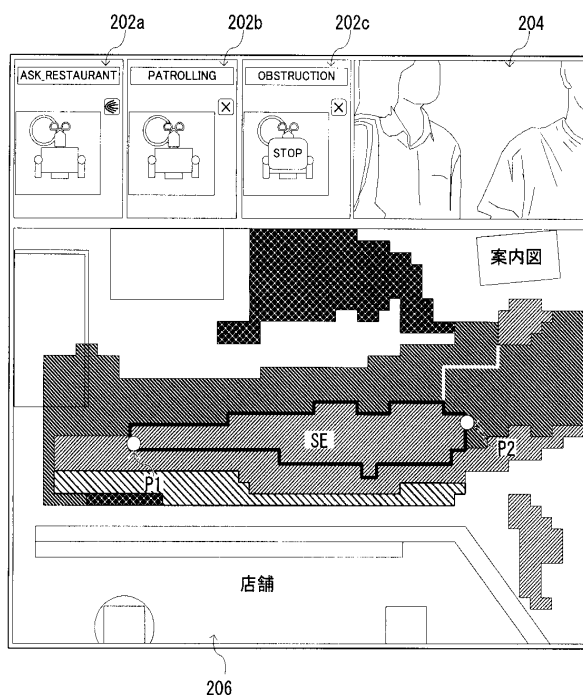 202a
202b
202c
204
ASK_RESTAURANT
PATROLLING
OBSTRUCTION
STOP
案内図
SE
P2
P1
店舗
206